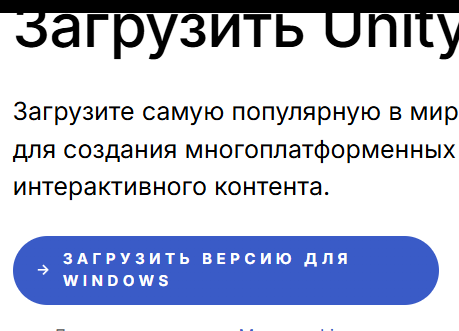 Загрузить Unity
Загрузите самую популярную в мир
для создания многоплатформенных
интерактивного контента.
→ ЗАГРУЗИТЬ ВЕРСИЮ ДЛЯ
WINDOWS